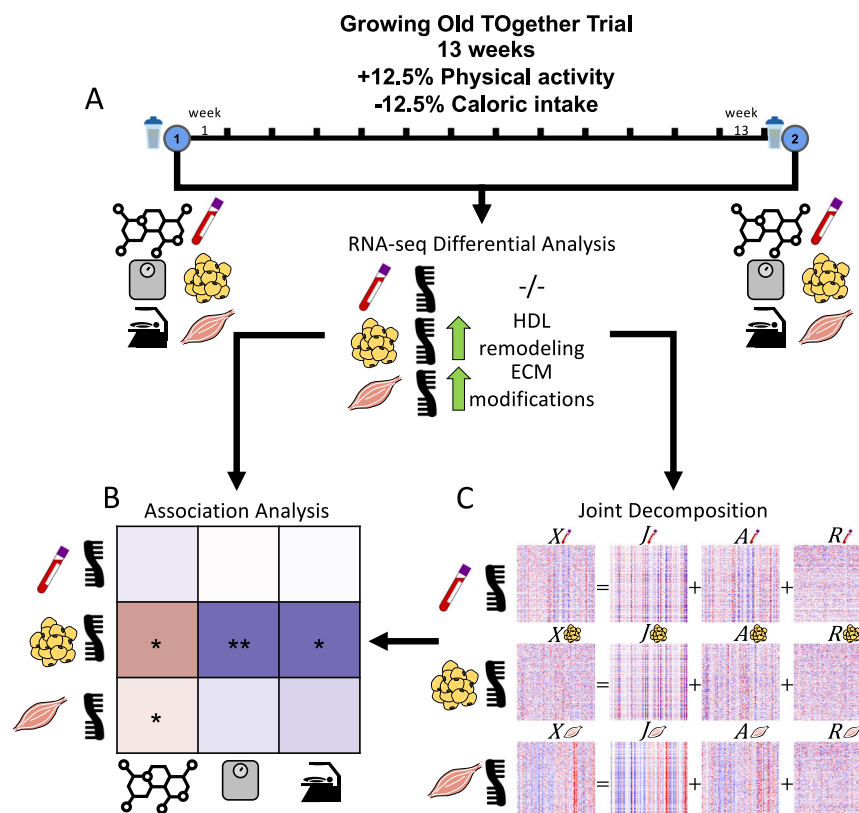 Growing Old TOgether Trial
13 weeks
+12.5% Physical activity
-12.5% Caloric intake
A
week
1
week
13
1
2
RNA-seq Differential Analysis
-/-
HDL
remodeling
ECM
modifications
B
Association Analysis
*
**
*
*
C
Joint Decomposition
X J A R
= + +
X J A R
= + +
X J A R
= + +